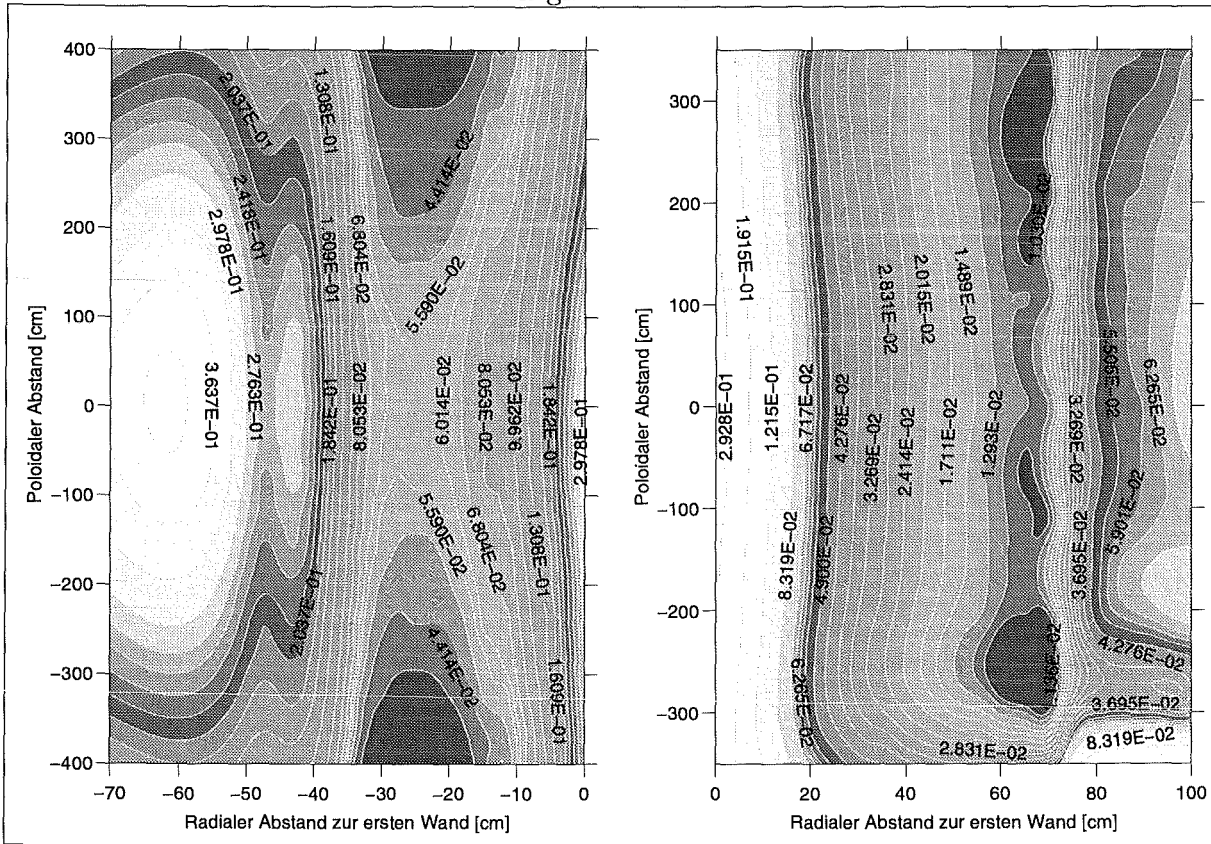 400
300
200
100
0
−100
−200
−300
−400
Poloidaler Abstand [cm]
−70 −60 −50 −40 −30 −20 −10 0
Radialer Abstand zur ersten Wand [cm]
2.037E−01
1.308E−01
4.414E−02
2.418E−01
2.978E−01
1.609E−01
6.804E−02
5.590E−02
3.637E−01
2.763E−01
1.842E−01
8.053E−02
6.014E−02
8.053E−02
9.962E−02
1.842E−01
2.978E−01
5.590E−02
6.804E−02
1.308E−01
2.037E−01
4.414E−02
1.609E−01
300
200
100
0
−100
−200
−300
Poloidaler Abstand [cm]
0 20 40 60 80 100
Radialer Abstand zur ersten Wand [cm]
1.915E−01
2.831E−02
2.015E−02
1.489E−02
2.928E−01
1.215E−01
6.717E−02
4.276E−02
3.269E−02
2.414E−02
1.711E−02
1.293E−02
3.269E−02
6.265E−02
8.319E−02
4.960E−02
3.695E−02
5.901E−02
9.265E−02
4.276E−02
3.695E−02
2.831E−02
8.319E−02